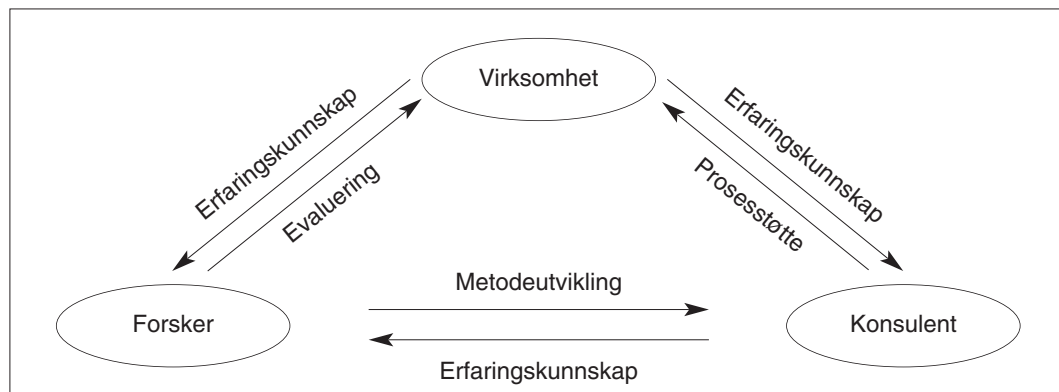 Virksomhet
Erfaringskunnskap
Evaluering
Erfaringskunnskap
Prosesstøtte
Metodeutvikling
Forsker
Konsulent
Erfaringskunnskap